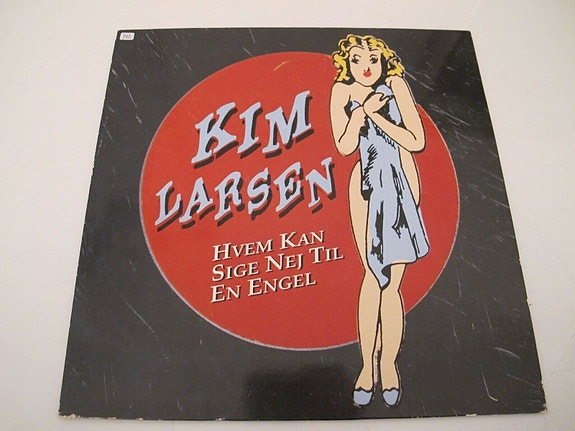 KIM
LARSEN
HVEM KAN
SIGE NEJ TIL
EN ENGEL